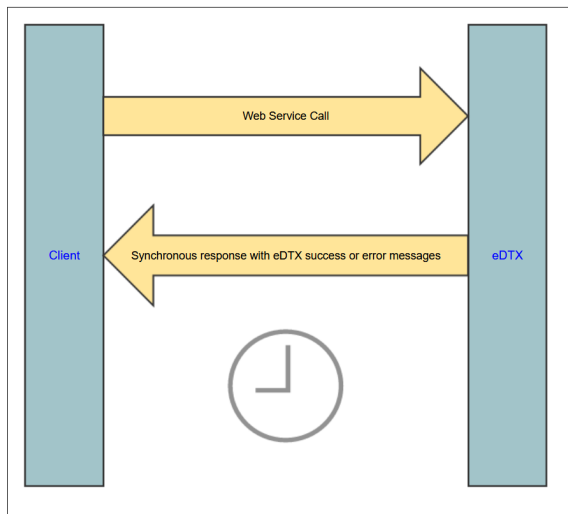 Web Service Call
Client
Synchronous response with eDTX success or error messages
eDTX